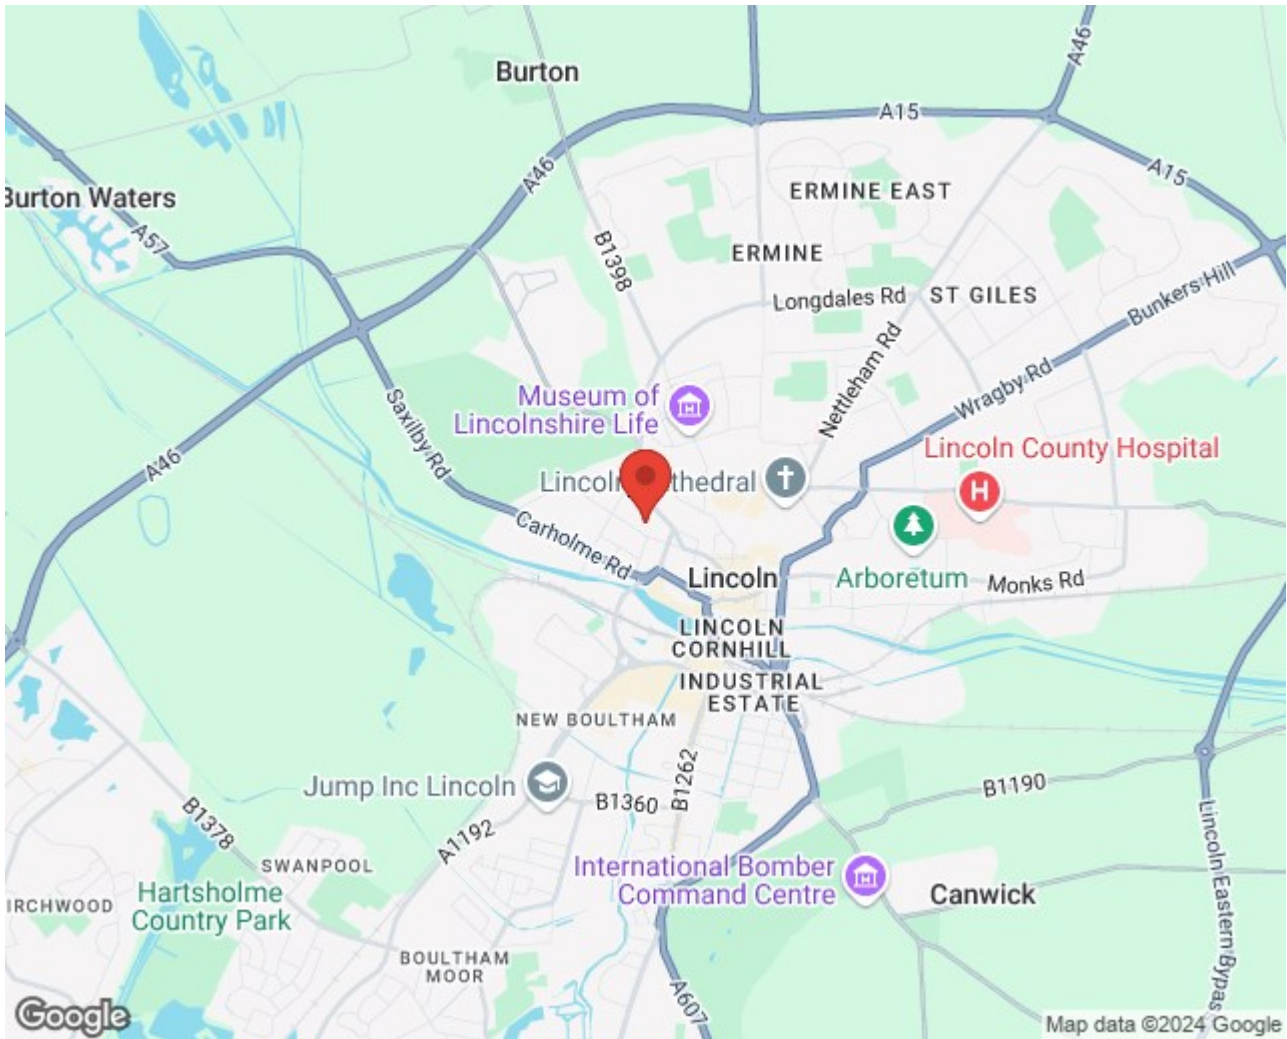 Burton
A15
A46
A46
A15
Burton Waters
A57
ERMINE EAST
ERMINE
B1398
Longdales Rd
ST GILES
Bunkers Hill
Nettleham Rd
Wragby Rd
Museum of
Lincolnshire Life
Saxilby Rd
A46
Lincoln County Hospital
H
Lincoln Cathedral
Carholme Rd
Lincoln
Arboretum
Monks Rd
LINCOLN
CORNHILL
INDUSTRIAL
ESTATE
NEW BOULTHAM
Jump Inc Lincoln
B1262
B1360
B1190
B1378
A1192
SWANPOOL
International Bomber
Command Centre
Canwick
Lincoln Eastern Bypas
Hartsholme
Country Park
IRCHWOOD
BOULTHAM
MOOR
A607
Google
Map data ©2024 Google